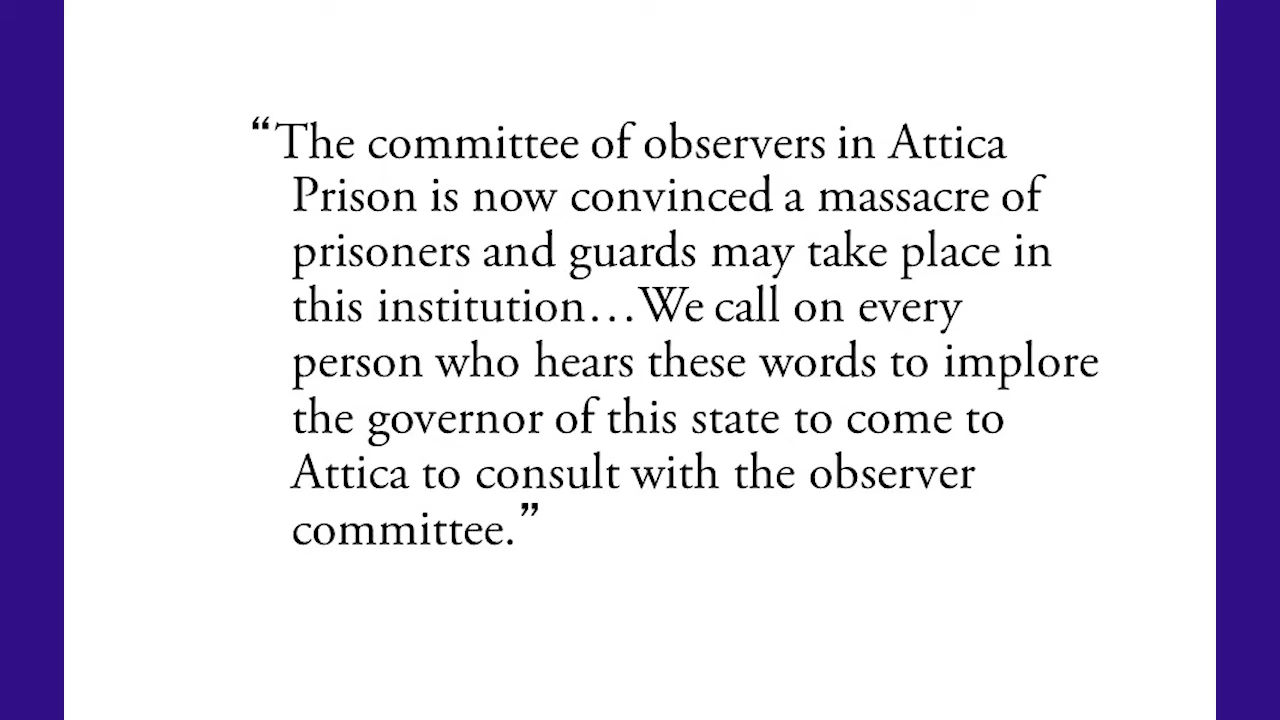 “The committee of observers in Attica
Prison is now convinced a massacre of
prisoners and guards may take place in
this institution…We call on every
person who hears these words to implore
the governor of this state to come to
Attica to consult with the observer
committee.”